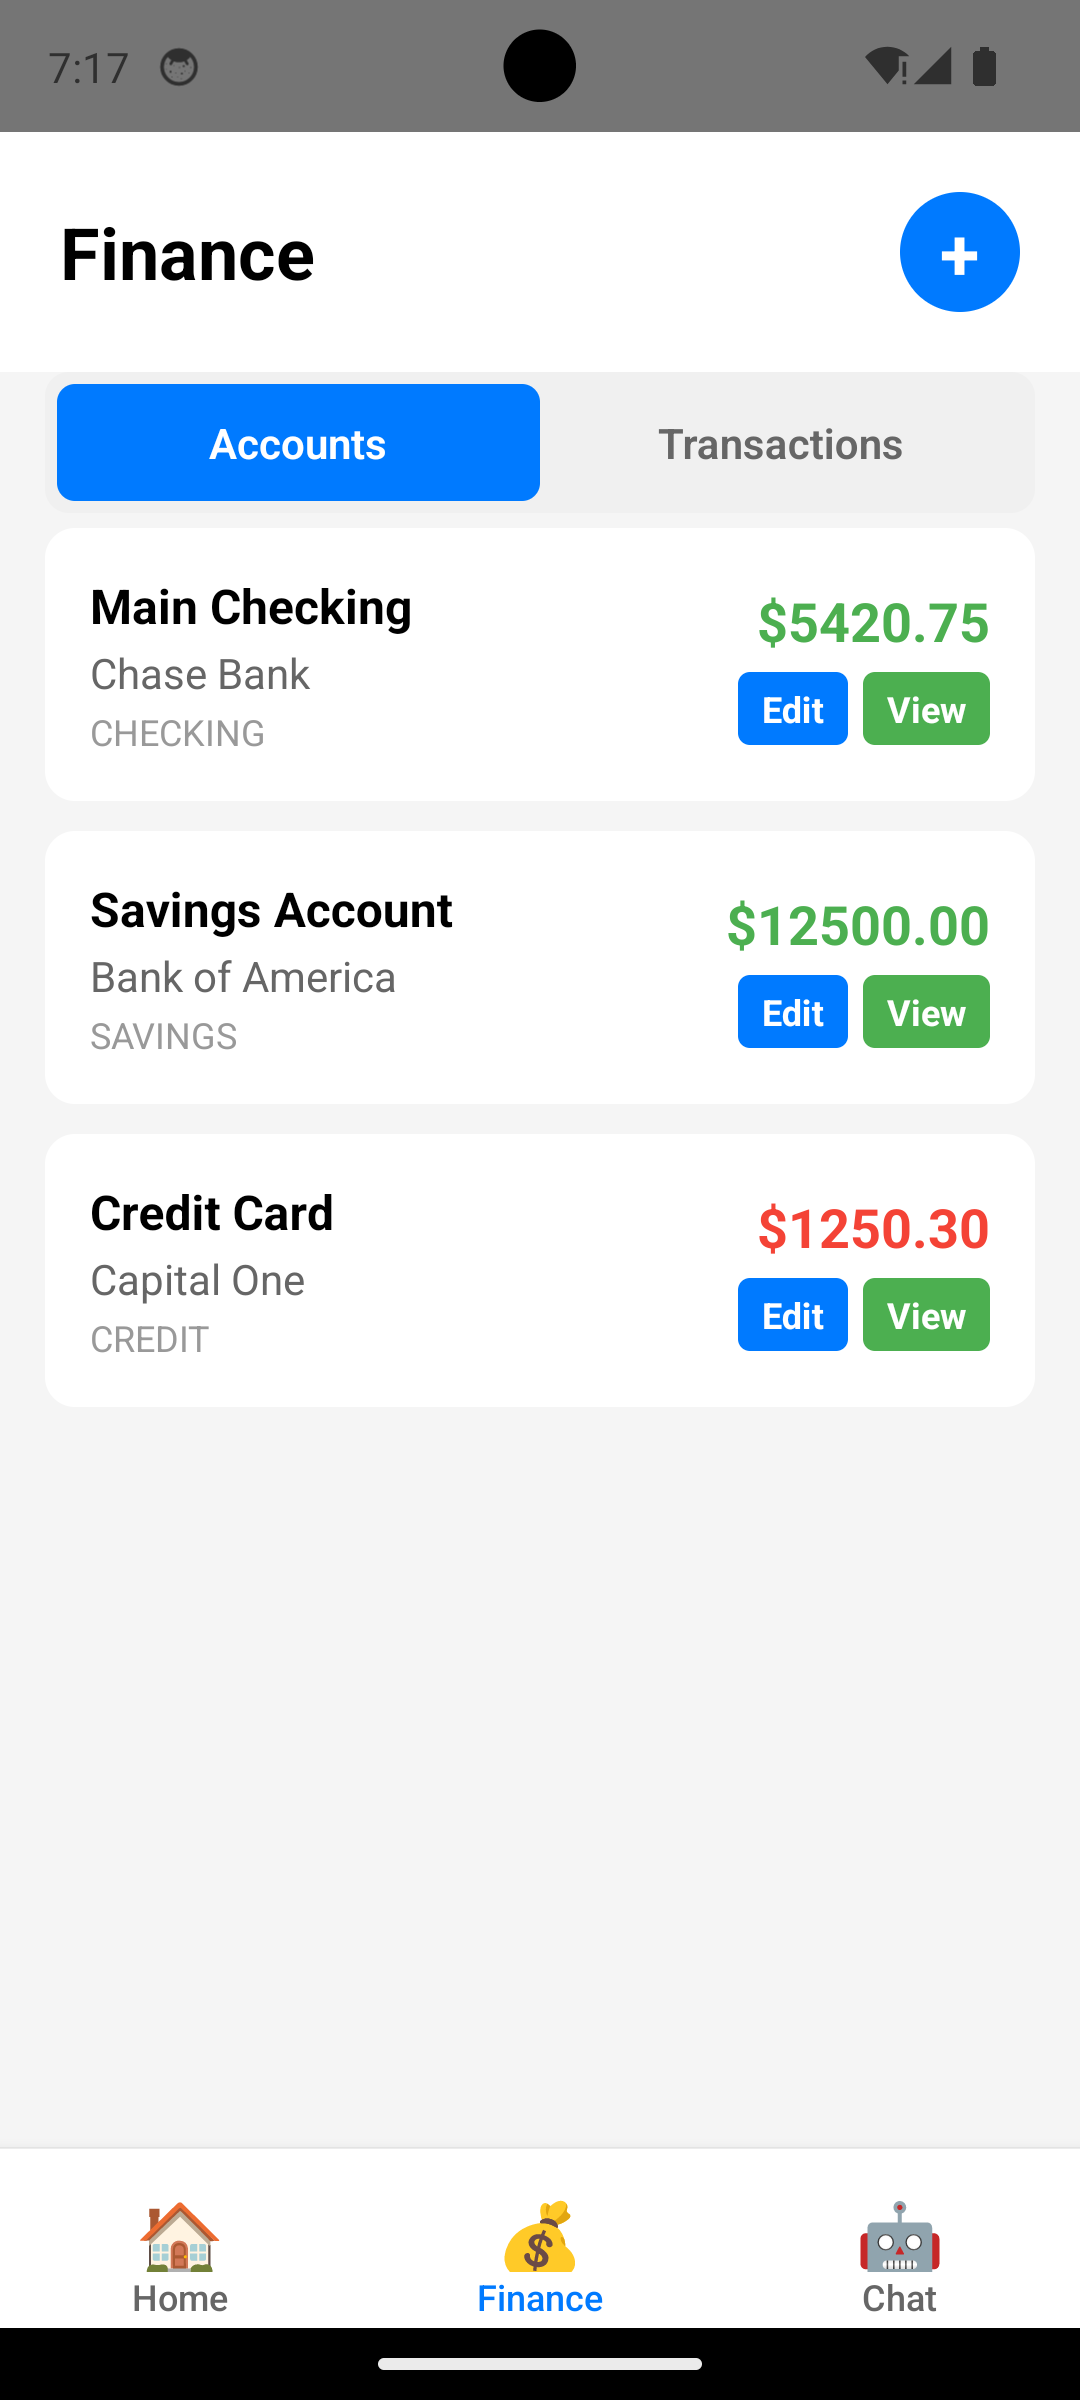 7:17
Finance
+
Accounts
Transactions
Main Checking
$5420.75
Chase Bank
CHECKING
Edit
View
Savings Account
$12500.00
Bank of America
SAVINGS
Edit
View
Credit Card
$1250.30
Capital One
CREDIT
Edit
View
Home
Finance
Chat